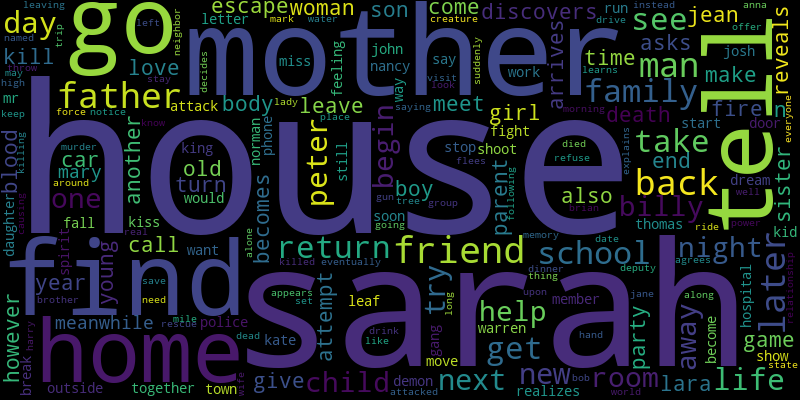 day
go
mother
tell
house
sarah
find
home
escape
woman
son
come
discovers
see
jean
letter
kill
love
john
nancy
feeling
miss
say
work
creature
visit
look
suddenly
arrives
time
man
asks
make
josh
reveals
father
attack
body
leave
meet
family
death
fire
mr
keep
force
notice
lady
saying
way
place
girl
fight
shoot
stop
refuse
died
explains
start
door
take
end
car
another
old
king
turn
would
norman
phone
still
peter
begin
parent
boy
also
back
billy
thomas
dream
sister
kid
daughter
blood
mary
one
fall
kiss
becomes
soon
going
tree
gun
group
brian
following
ride
power
well
night
later
call
return
friend
school
year
young
spirit
want
alone
killed
eventually
memory
date
deputy
agrees
hospital
brother
need
save
appears
set
leaf
try
long
dinner
thing
upon
member
jane
along
away
however
meanwhile
mile
rescue
police
dead
kate
attempt
drink
like
gang
warren
help
hand
party
become
game
show
state
relationship
break
harry
outside
together
town
wife
give
child
demon
attacked
move
next
realizes
get
new
bob
room
world
lara
life
leaving
named
may
high
throw
trip
left
neighbor
mark
water
decides
run
drive
learns
instead
offer
anna
everyone
morning
murder
around
know
real
killing
causing